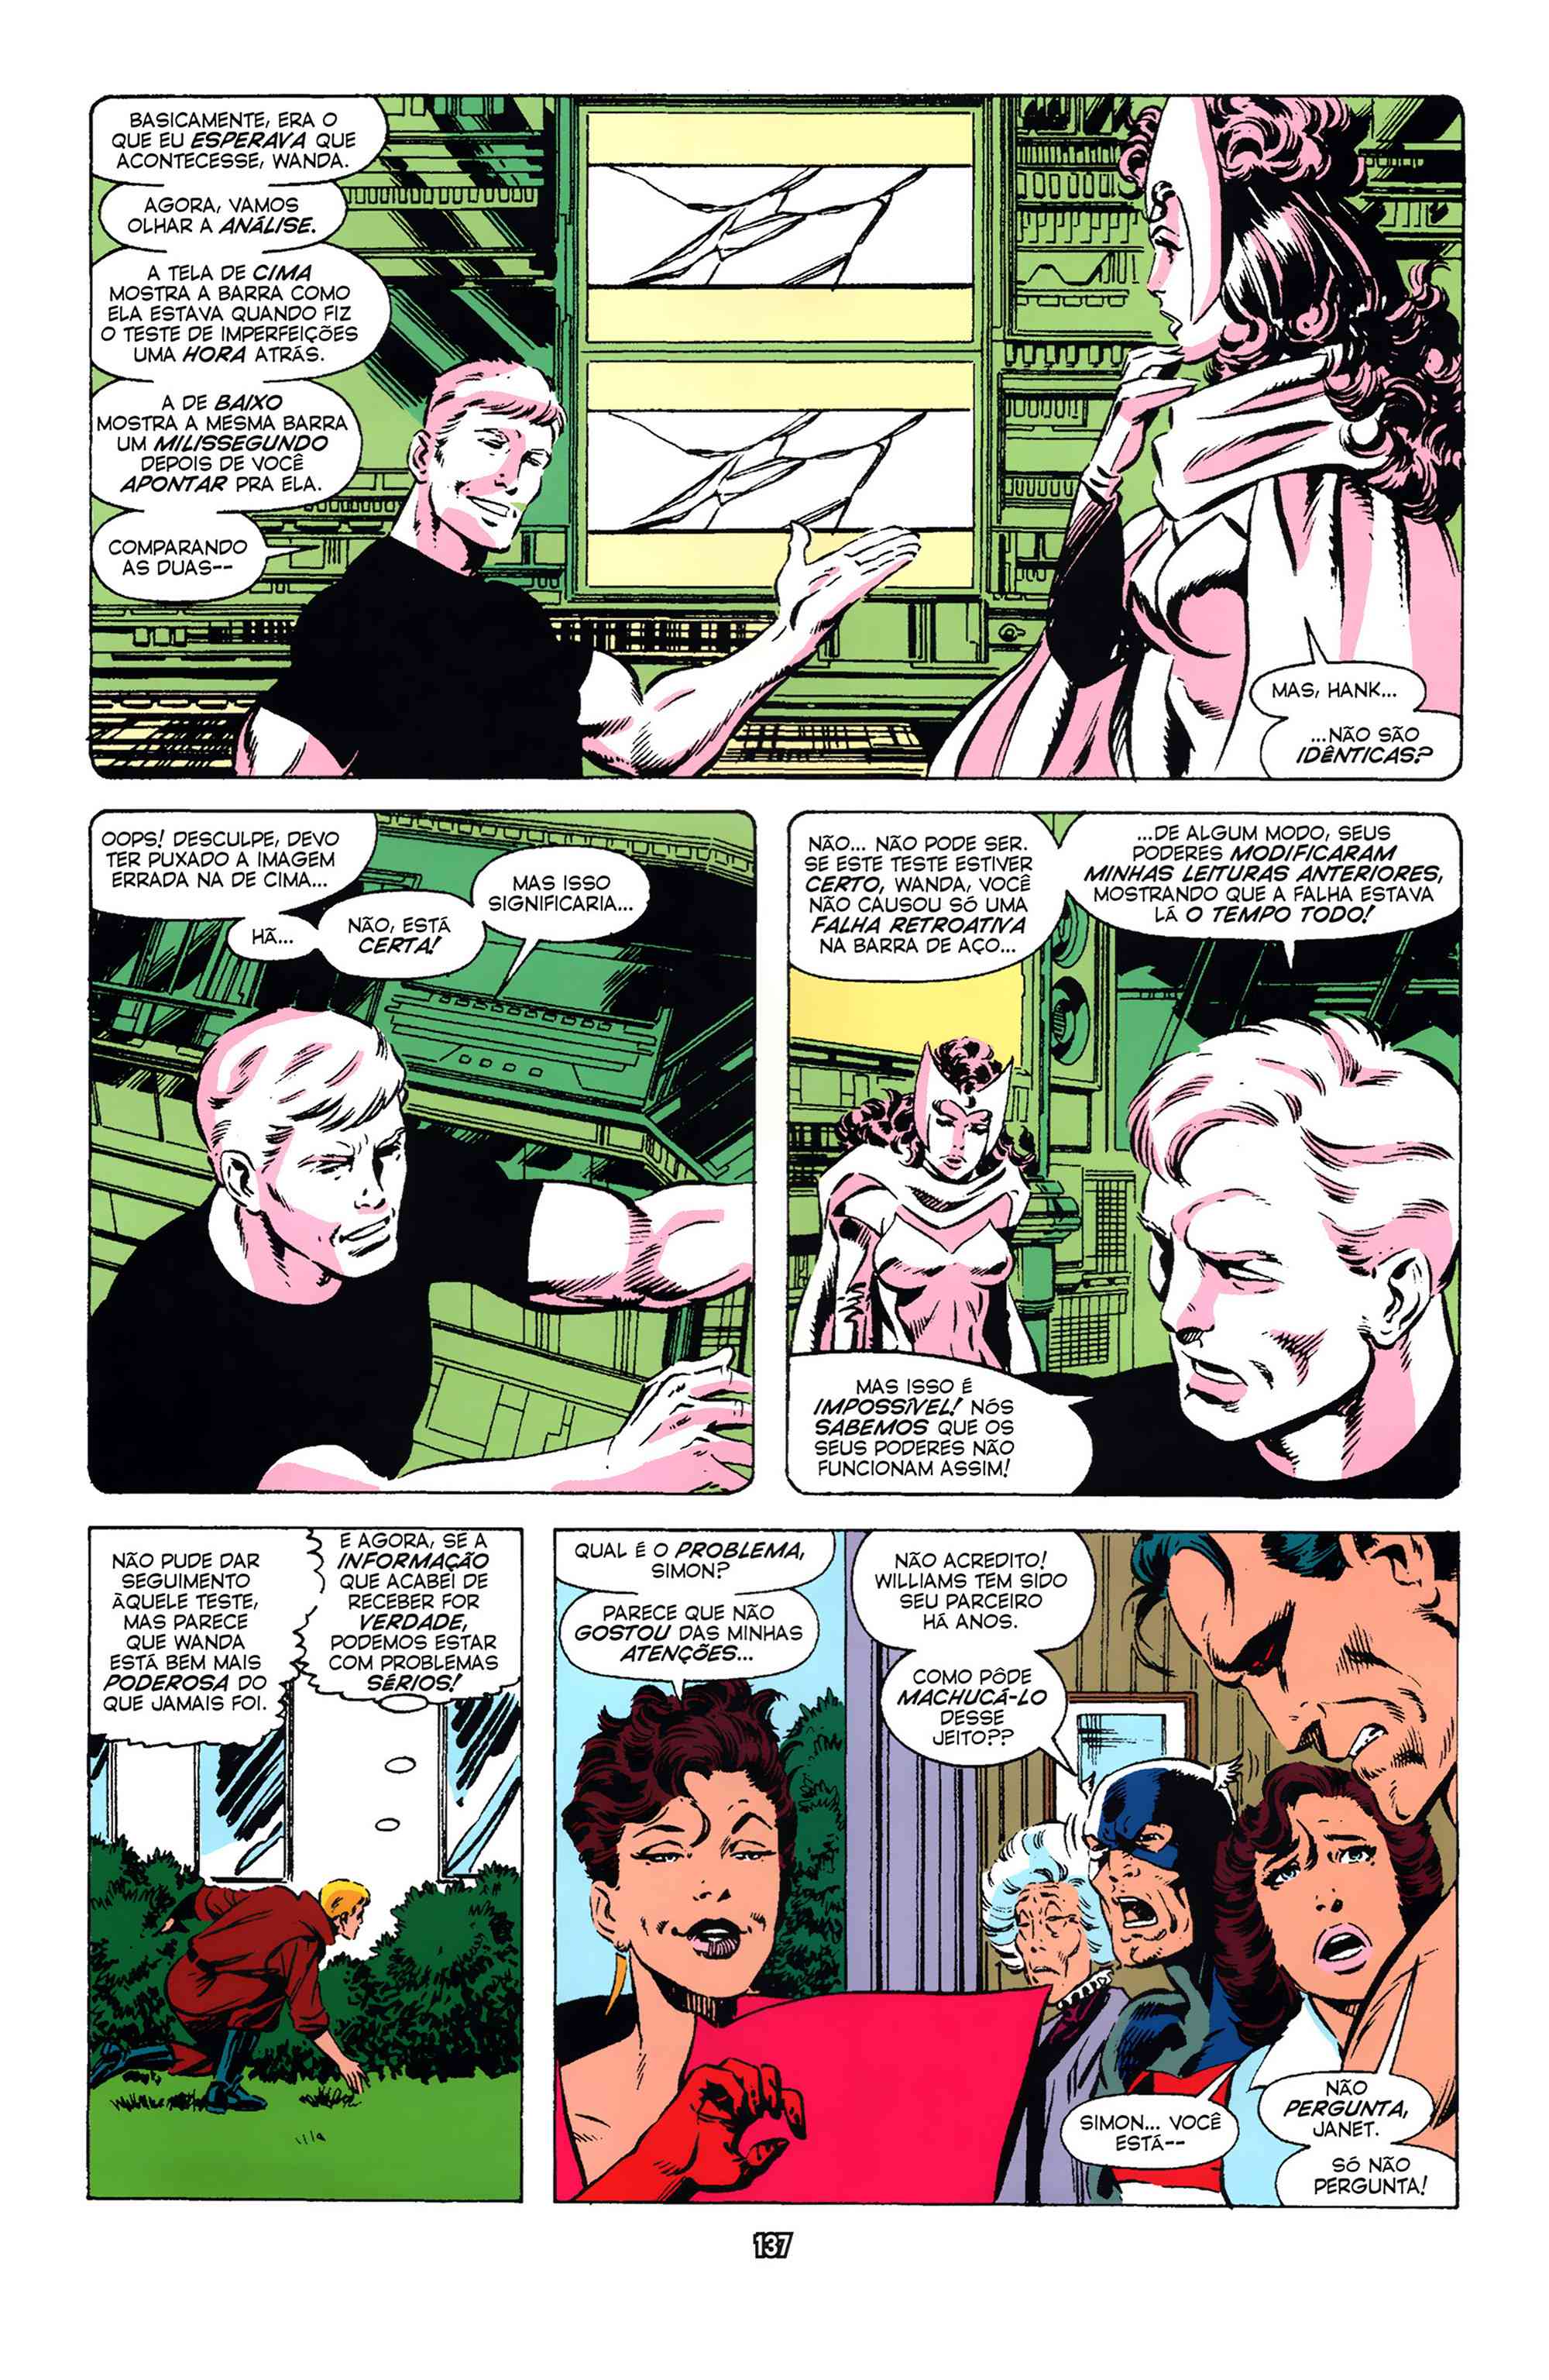 BASICAMENTE, ERA O
QUE EU ESPERAVA QUE
ACONTECESSE, WANDA.
AGORA, VAMOS
OLHAR A ANÁLISE.
A TELA DE CIMA
MOSTRA A BARRA COMO
ELA ESTAVA QUANDO FIZ
O TESTE DE IMPERFEIÇÕES
UMA HORA ATRÁS.
A DE BAIXO
MOSTRA A MESMA BARRA
UM MILISSEGUNDO
DEPOIS DE VOCÊ
APONTAR PRA ELA.
COMPARANDO
AS DUAS--
MAS, HANK...
...NÃO SÃO
IDÊNTICAS?
OOPS! DESCULPE, DEVO
TER PUXADO A IMAGEM
ERRADA NA DE CIMA...
HÃ...
NÃO, ESTÁ
CERTA!
MAS ISSO
SIGNIFICARIA...
NÃO... NÃO PODE SER.
SE ESTE TESTE ESTIVER
CERTO, WANDA, VOCÊ
NÃO CAUSOU SÓ UMA
FALHA RETROATIVA
NA BARRA DE AÇO...
...DE ALGUM MODO, SEUS
PODERES MODIFICARAM
MINHAS LEITURAS ANTERIORES,
MOSTRANDO QUE A FALHA ESTAVA
LÁ O TEMPO TODO!
MAS ISSO É
IMPOSSÍVEL! NÓS
SABEMOS QUE OS
SEUS PODERES NÃO
FUNCIONAM ASSIM!
NÃO PUDE DAR
SEGUIMENTO
ÀQUELE TESTE,
MAS PARECE
QUE WANDA
ESTÁ BEM MAIS
PODEROSA DO
QUE JAMAIS FOI.
E AGORA, SE A
INFORMAÇÃO
QUE ACABEI DE
RECEBER FOR
VERDADE,
PODEMOS ESTAR
COM PROBLEMAS
SÉRIOS!
QUAL É O PROBLEMA,
SIMON?
PARECE QUE NÃO
GOSTOU DAS MINHAS
ATENÇÕES...
NÃO ACREDITO!
WILLIAMS TEM SIDO
SEU PARCEIRO
HÁ ANOS.
COMO PÔDE
MACHUCÁ-LO
DESSE
JEITO??
SIMON... VOCÊ
ESTÁ--
NÃO
PERGUNTA,
JANET.
SÓ NÃO
PERGUNTA!
137